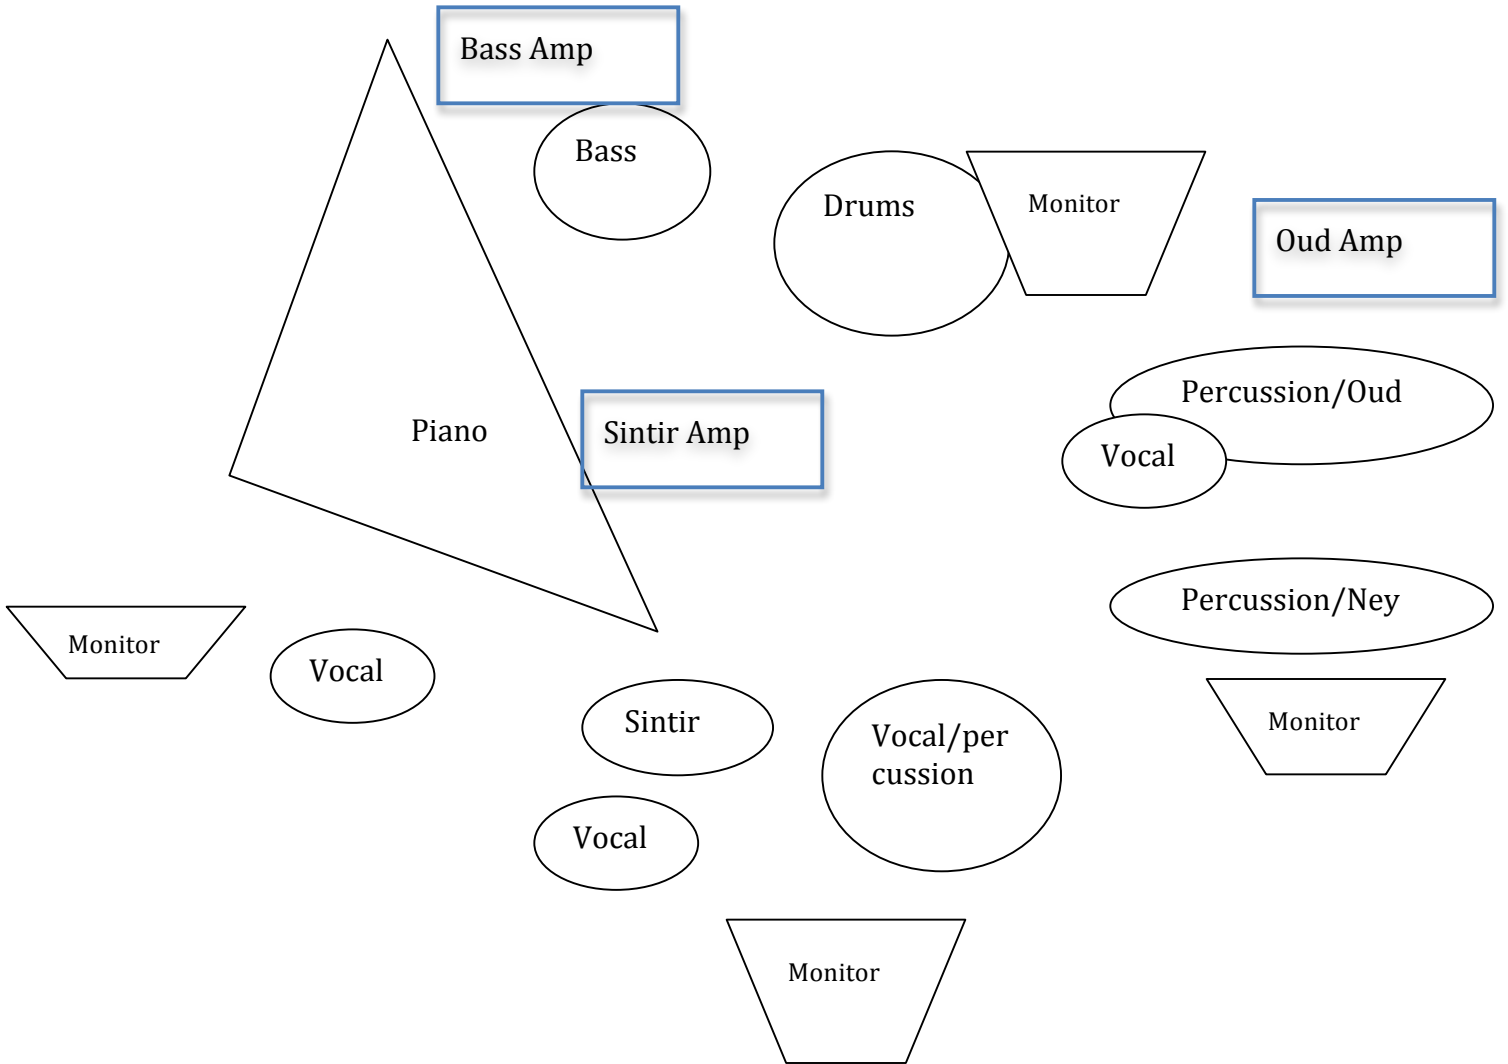 Bass Amp
Bass
Drums
Monitor
Oud Amp
Percussion/Oud
Piano
Sintir Amp
Vocal
Percussion/Ney
Monitor
Vocal
Sintir
Vocal/per
cussion
Monitor
Vocal
Monitor